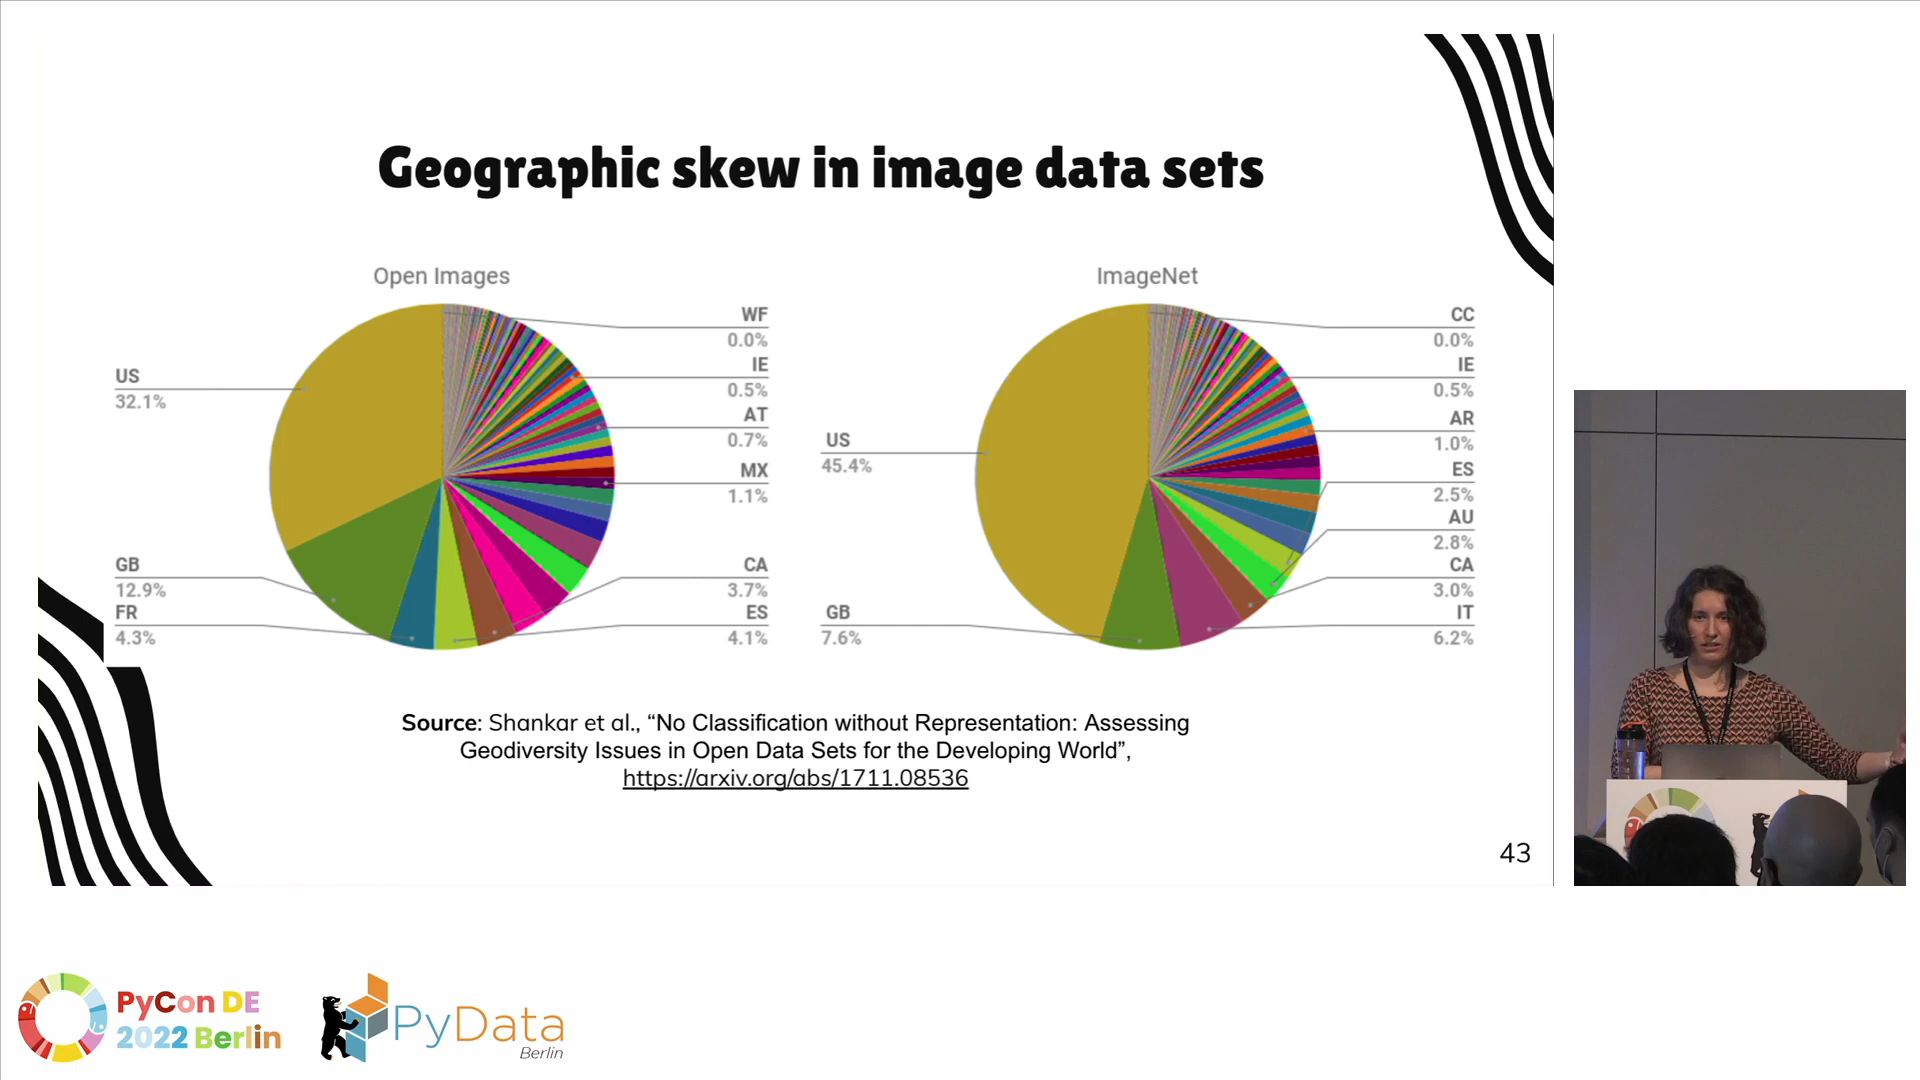 Geographic skew in image data sets
Open Images
US
32.1%
GB
12.9%
FR
4.3%
WF
0.0%
IE
0.5%
AT
0.7%
MX
1.1%
CA
3.7%
ES
4.1%
ImageNet
US
45.4%
GB
7.6%
CC
0.0%
IE
0.5%
AR
1.0%
ES
2.5%
AU
2.8%
CA
3.0%
IT
6.2%
Source: Shankar et al., “No Classification without Representation: Assessing
Geodiversity Issues in Open Data Sets for the Developing World”,
https://arxiv.org/abs/1711.08536
43
PyCon DE
2022 Berlin
PyData
Berlin